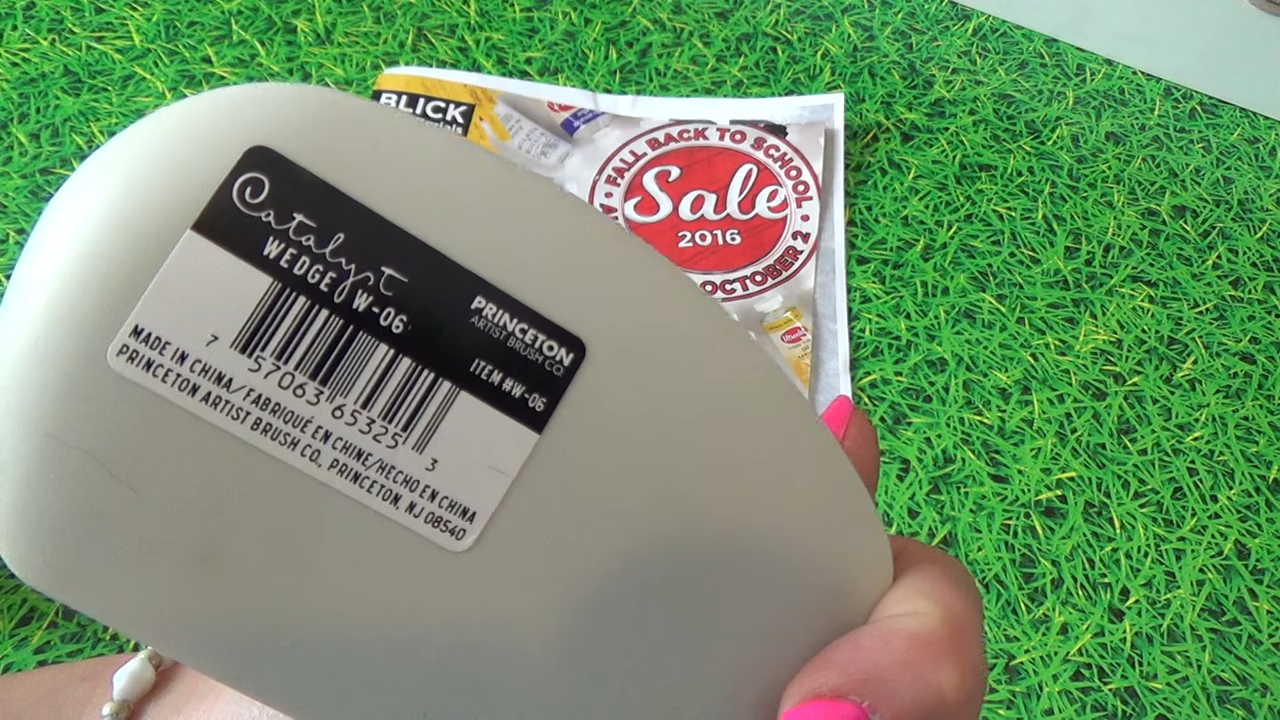 BLICK
FALL BACK TO SCHOOL
Sale
2016
OCTOBER 2
Catalyst
WEDGE W-06
PRINCETON
ARTIST BRUSH CO.
ITEM #W-06
7 57063 65325 3
MADE IN CHINA/FABRIQUÉ EN CHINE/HECHO EN CHINA
PRINCETON ARTIST BRUSH CO., PRINCETON, NJ 08540